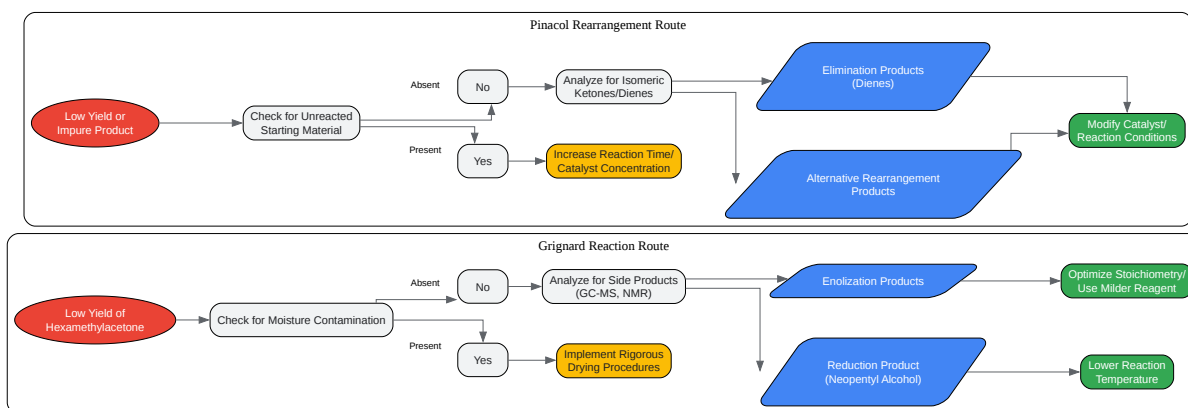 Pinacol Rearrangement Route
Low Yield or
Impure Product
Check for Unreacted
Starting Material
Absent
No
Analyze for Isomeric
Ketones/Dienes
Elimination Products
(Dienes)
Modify Catalyst/
Reaction Conditions
Present
Yes
Increase Reaction Time/
Catalyst Concentration
Alternative Rearrangement
Products
Grignard Reaction Route
Low Yield of
Hexamethylacetone
Check for Moisture Contamination
Absent
No
Analyze for Side Products
(GC-MS, NMR)
Enolization Products
Optimize Stoichiometry/
Use Milder Reagent
Present
Yes
Implement Rigorous
Drying Procedures
Reduction Product
(Neopentyl Alcohol)
Lower Reaction
Temperature